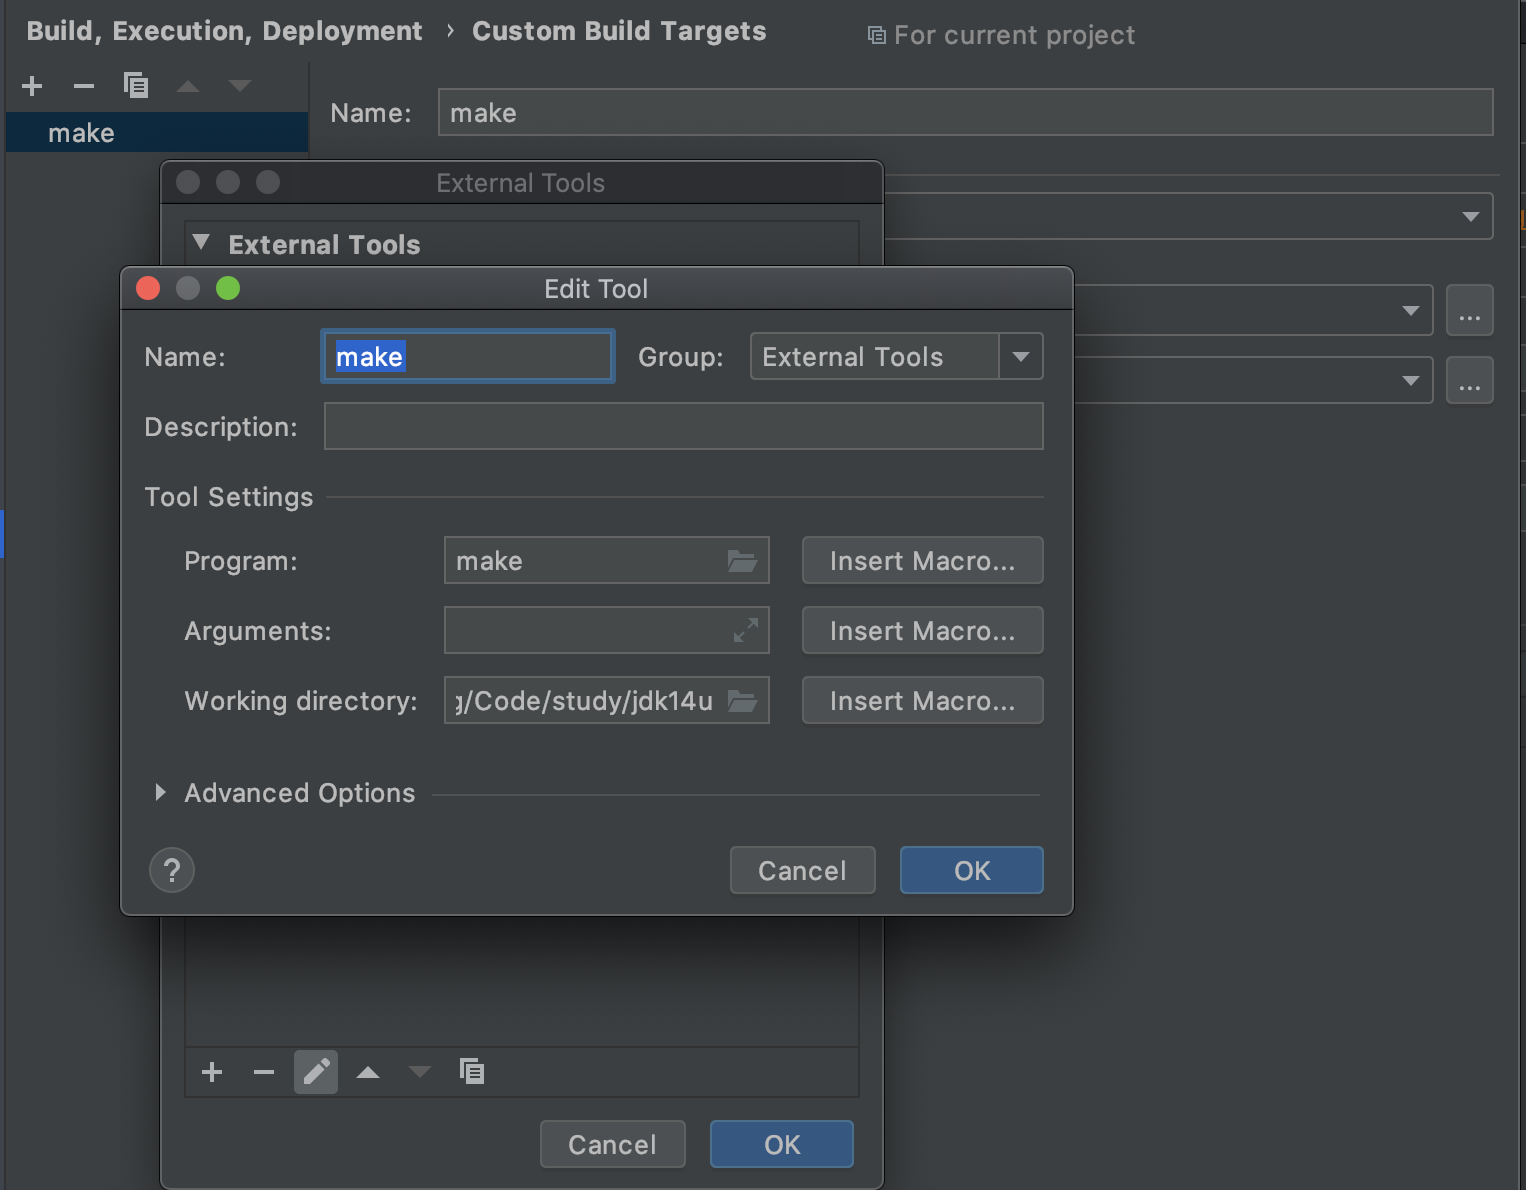 Build, Execution, Deployment › Custom Build Targets For current project
make
Name: make
External Tools
External Tools
Edit Tool
Name: make Group: External Tools
Description:
Tool Settings
Program: make Insert Macro...
Arguments: Insert Macro...
Working directory: g/Code/study/jdk14u Insert Macro...
Advanced Options
? Cancel OK
Cancel OK
...
...